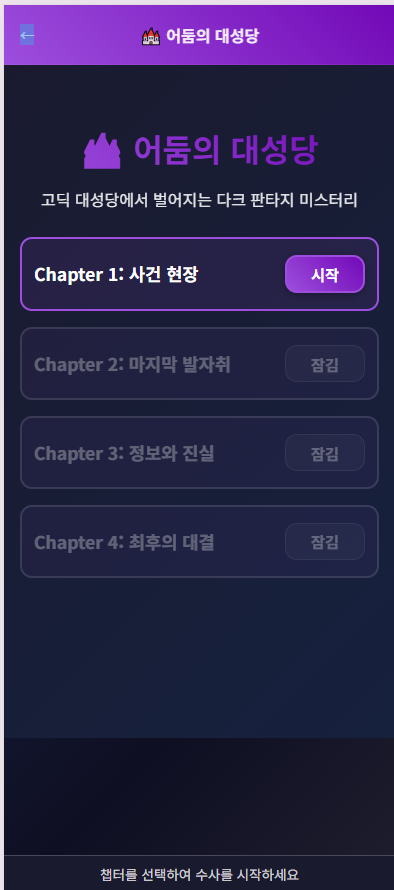 ←
🏰 어둠의 대성당
🏰 어둠의 대성당
고딕 대성당에서 벌어지는 다크 판타지 미스터리
Chapter 1: 사건 현장 시작
Chapter 2: 마지막 발자취 잠김
Chapter 3: 정보와 진실 잠김
Chapter 4: 최후의 대결 잠김
챕터를 선택하여 수사를 시작하세요